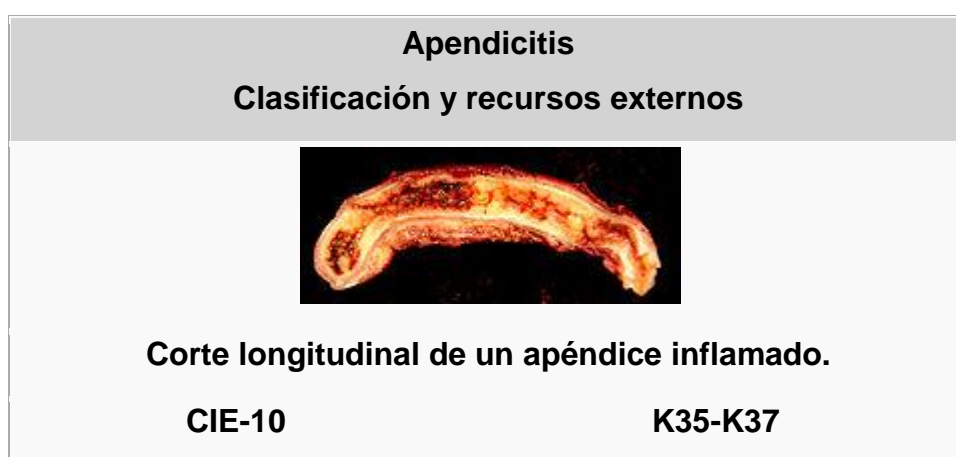 Apendicitis
Clasificación y recursos externos
Corte longitudinal de un apéndice inflamado.
CIE-10 K35-K37